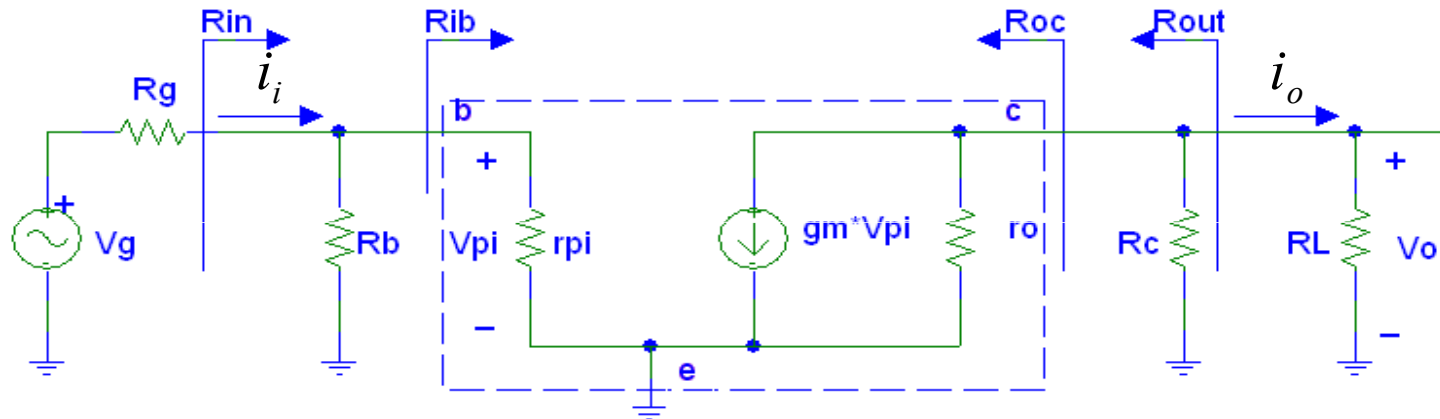 Rin
Rib
Roc
Rout
i_i
i_o
Rg
b
c
+
+
+
Vg
Rb
Vpi
rpi
gm*Vpi
ro
Rc
RL
Vo
−
−
e